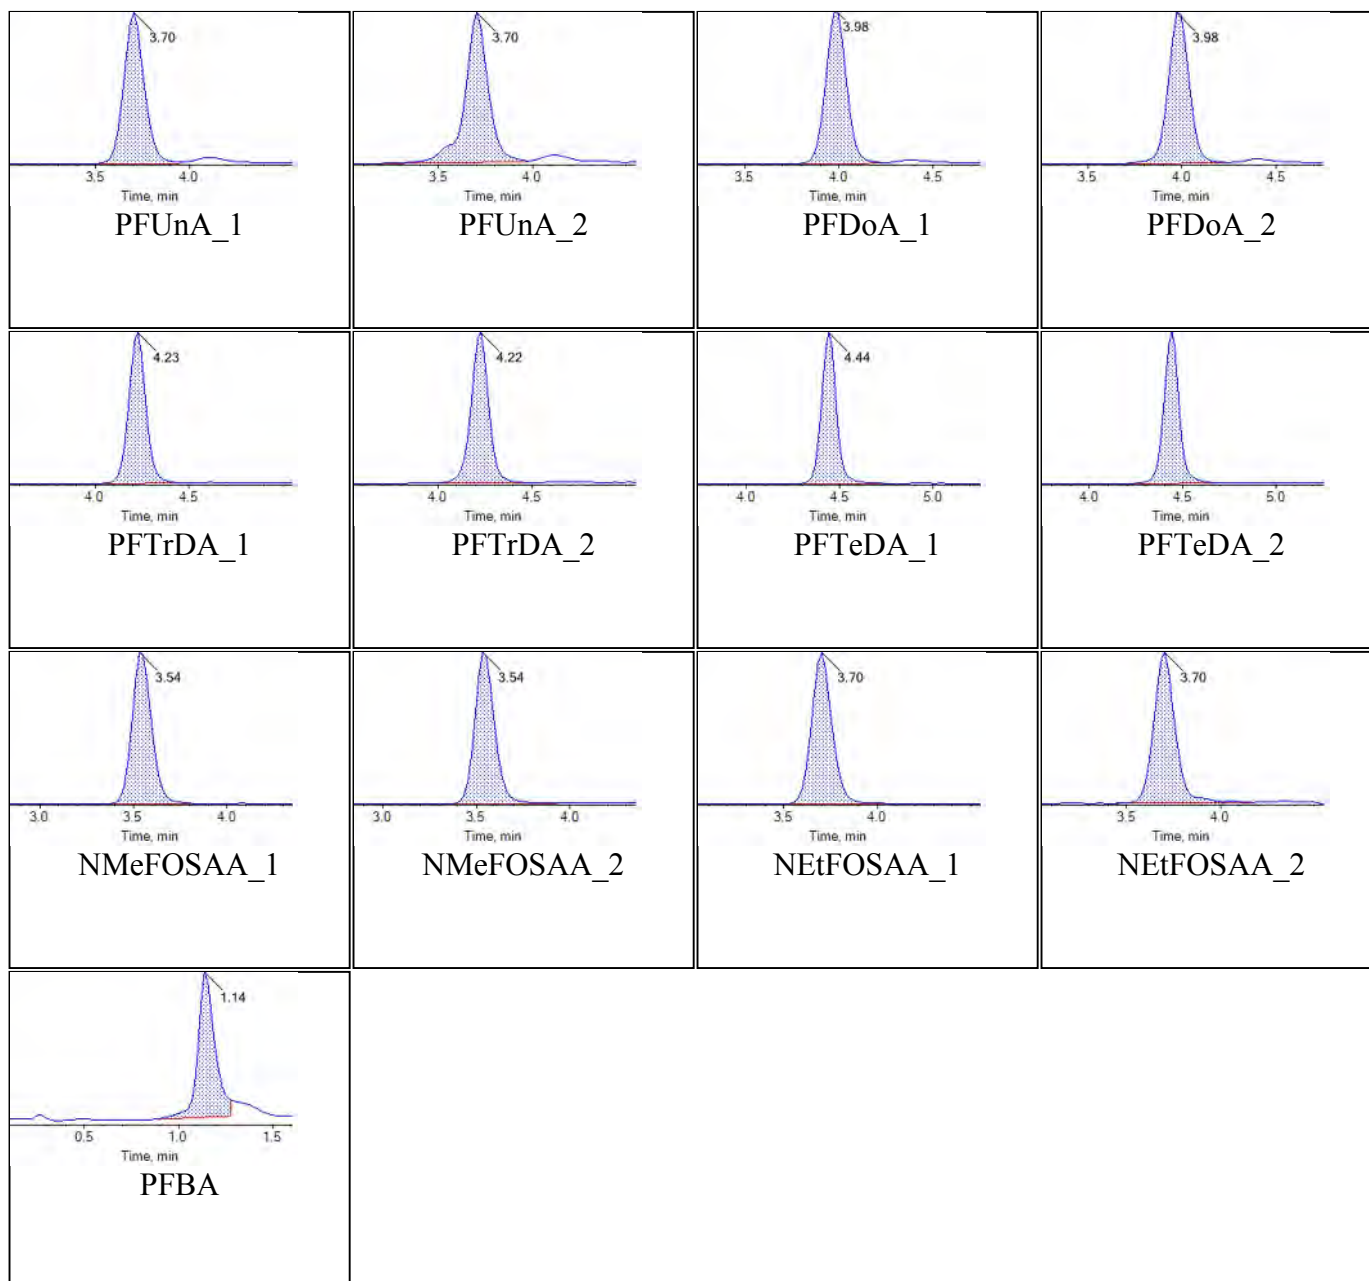 3.70
3.5 4.0
Time, min
PFUnA_1
3.70
3.5 4.0
Time, min
PFUnA_2
3.98
3.5 4.0 4.5
Time, min
PFDoA_1
3.98
3.5 4.0 4.5
Time, min
PFDoA_2
4.23
4.0 4.5
Time, min
PFTrDA_1
4.22
4.0 4.5
Time, min
PFTrDA_2
4.44
4.0 4.5 5.0
Time, min
PFTeDA_1
4.0 4.5 5.0
Time, min
PFTeDA_2
3.54
3.0 3.5 4.0
Time, min
NMeFOSAA_1
3.54
3.0 3.5 4.0
Time, min
NMeFOSAA_2
3.70
3.5 4.0
Time, min
NEtFOSAA_1
3.70
3.5 4.0
Time, min
NEtFOSAA_2
1.14
0.5 1.0 1.5
Time, min
PFBA